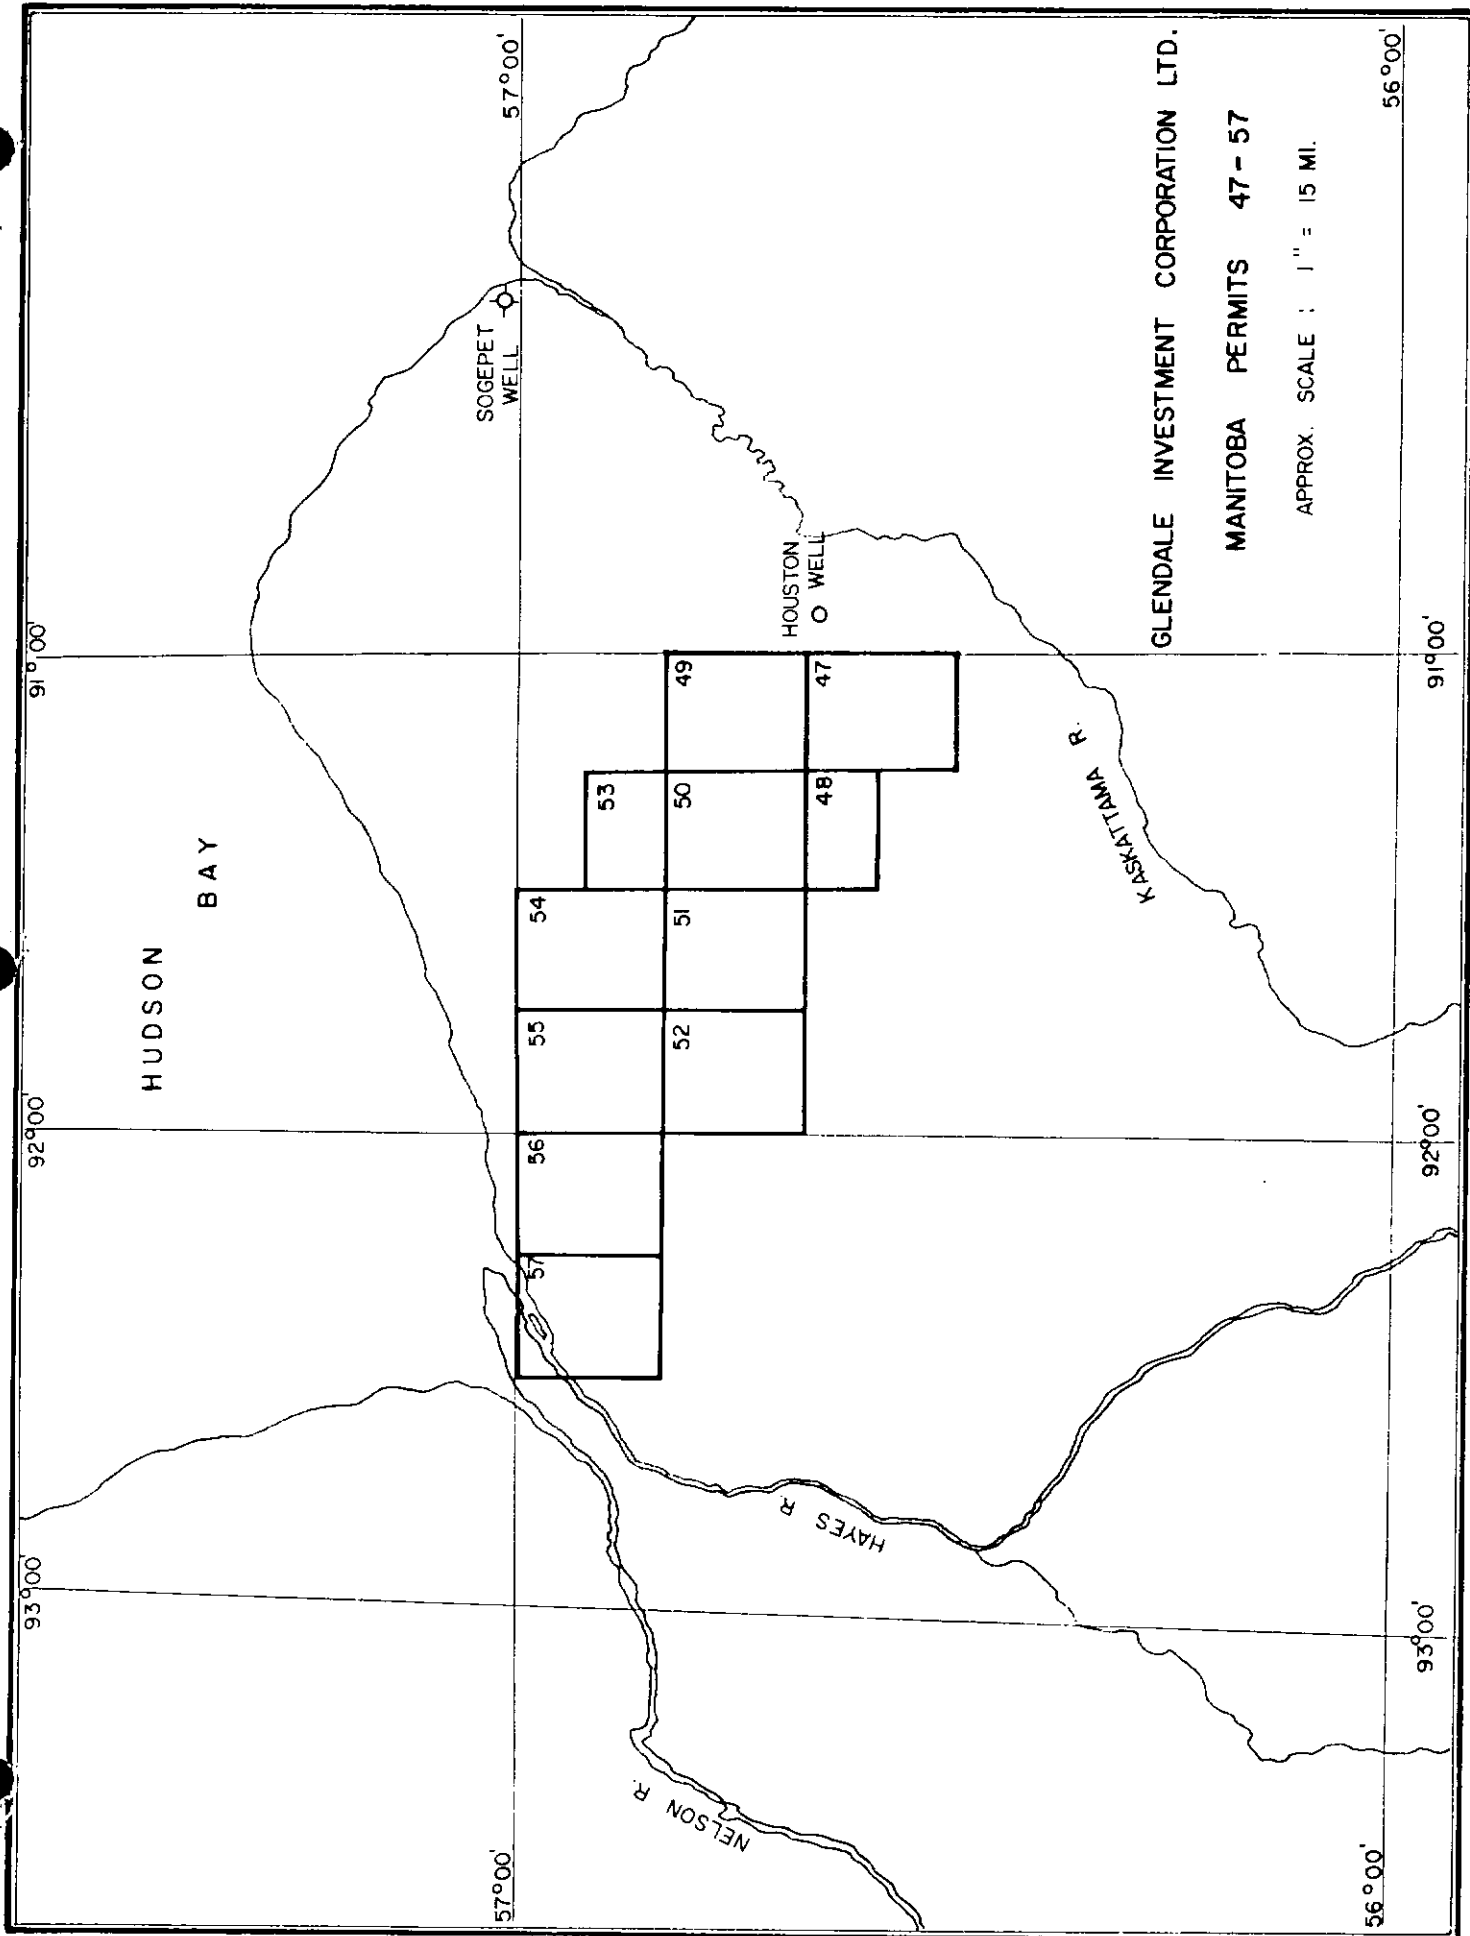 93°00'
92°00'
91°00'
HUDSON
BAY
57°00'
57°00'
SOGEPET
WELL
57
56
55
54
53
52
51
50
49
48
47
HOUSTON
WELL
NELSON R.
HAYES R.
KASKATTAMA R.
GLENDALE INVESTMENT CORPORATION LTD.
MANITOBA PERMITS 47-57
APPROX. SCALE : 1" = 15 MI.
56°00'
56°00'
93°00'
92°00'
91°00'